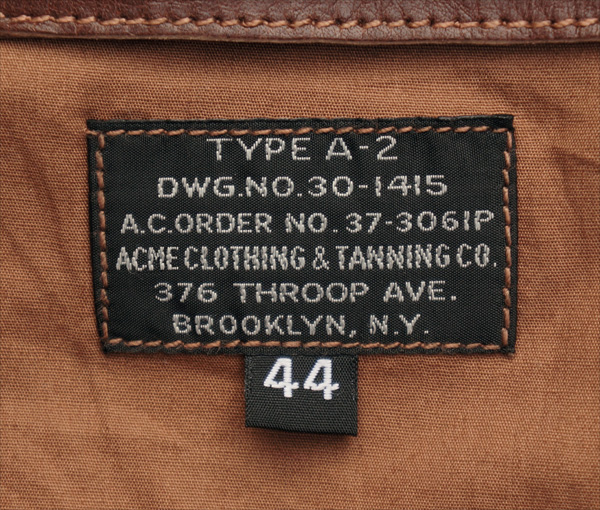 TYPE A-2
DWG.NO.30-1415
A.C.ORDER NO. 37-3061P
ACME CLOTHING & TANNING CO.
376 THROOP AVE.
BROOKLYN, N.Y.
44